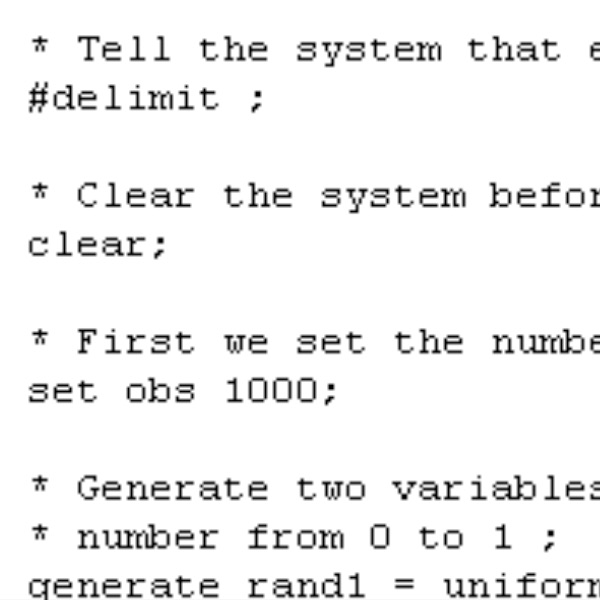 * Tell the system that e
#delimit ;
* Clear the system befor
clear;
* First we set the numbe
set obs 1000;
* Generate two variables
* number from 0 to 1 ;
generate rand1 = uniform